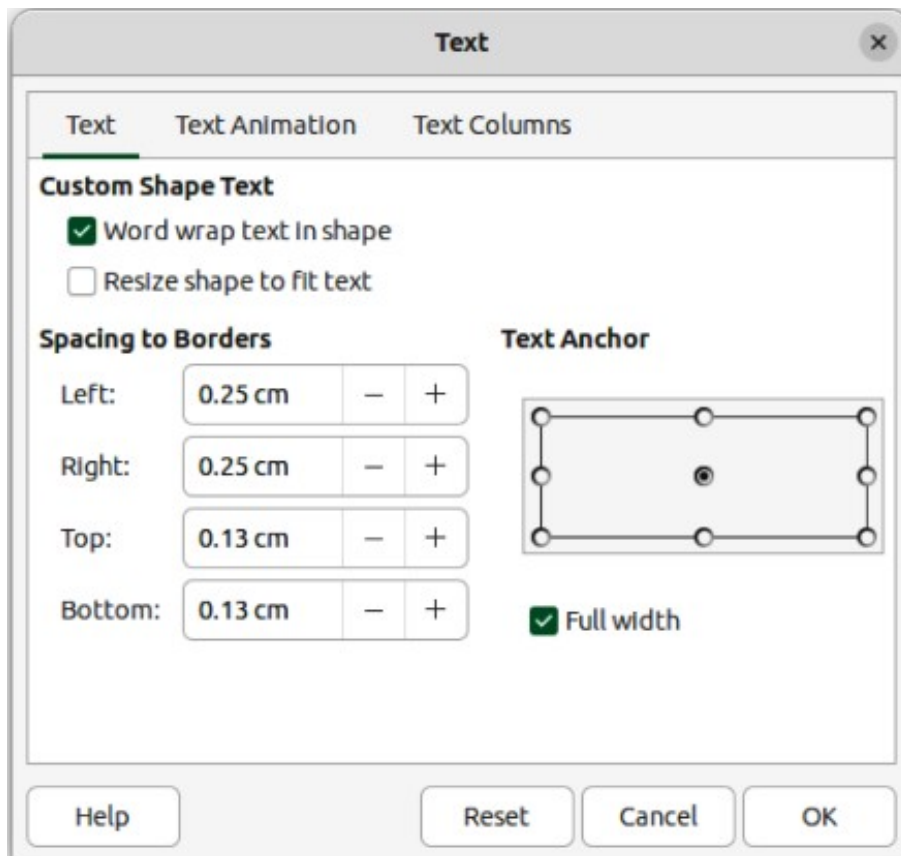 Text
Text Text Animation Text Columns
Custom Shape Text
Word wrap text in shape
Resize shape to fit text
Spacing to Borders Text Anchor
Left: 0.25 cm − +
Right: 0.25 cm − +
Top: 0.13 cm − +
Bottom: 0.13 cm − +
Full width
Help Reset Cancel OK